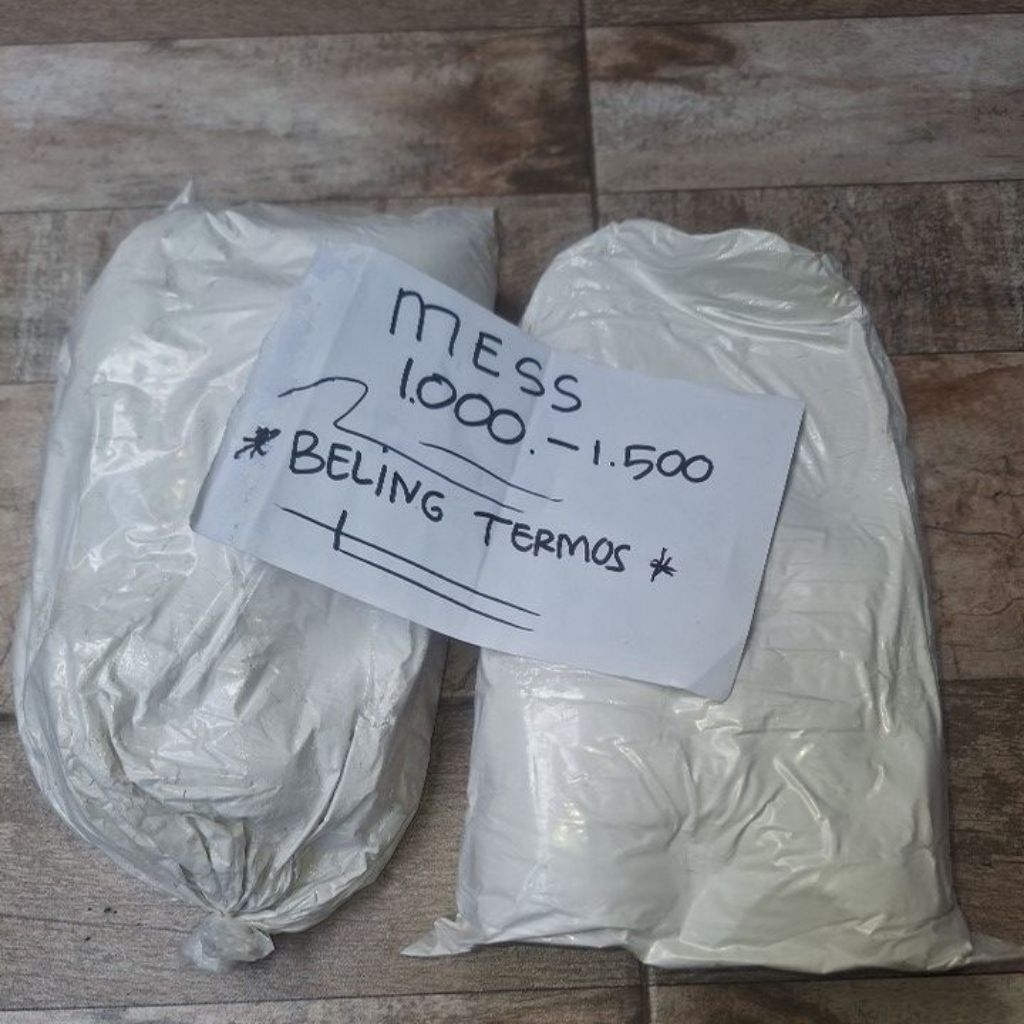 MESS
1.000.-1.500
* BELING TERMOS *